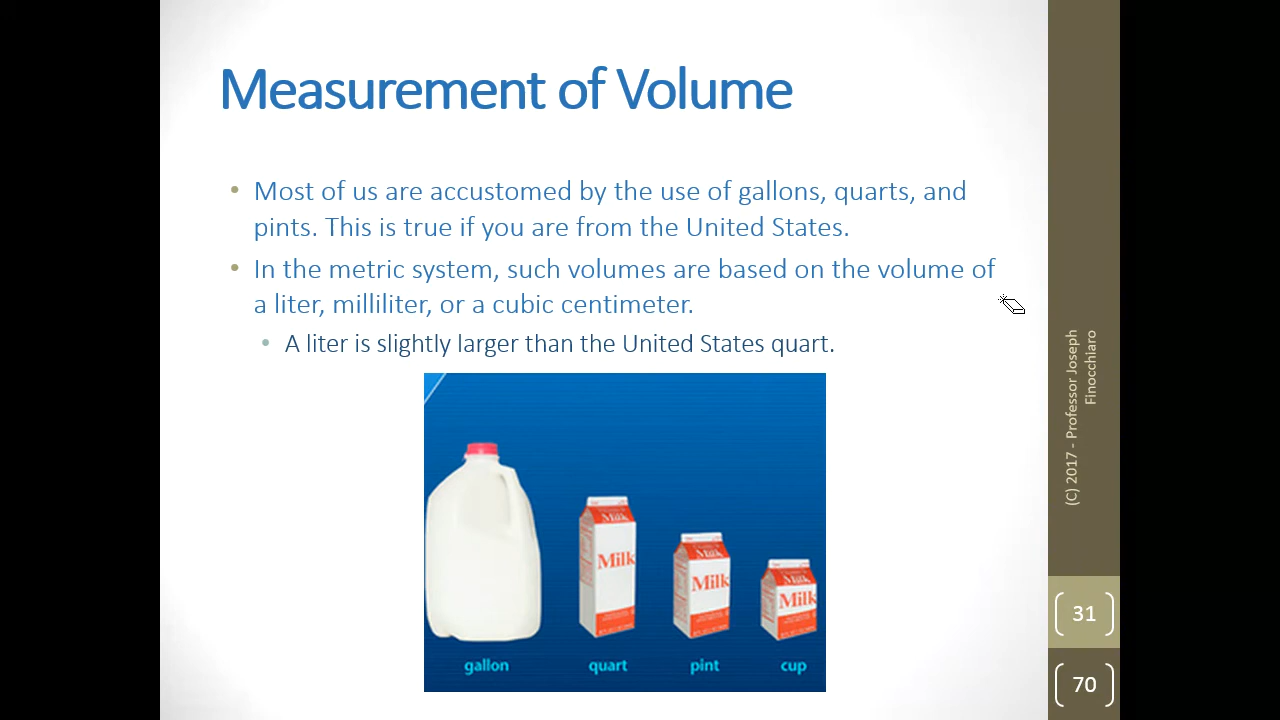 Measurement of Volume
• Most of us are accustomed by the use of gallons, quarts, and
pints. This is true if you are from the United States.
• In the metric system, such volumes are based on the volume of
a liter, milliliter, or a cubic centimeter.
• A liter is slightly larger than the United States quart.
Milk
Milk
Milk
Milk
Milk
Milk
gallon
quart
pint
cup
(C) 2017 - Professor Joseph
Finocchiaro
31
70